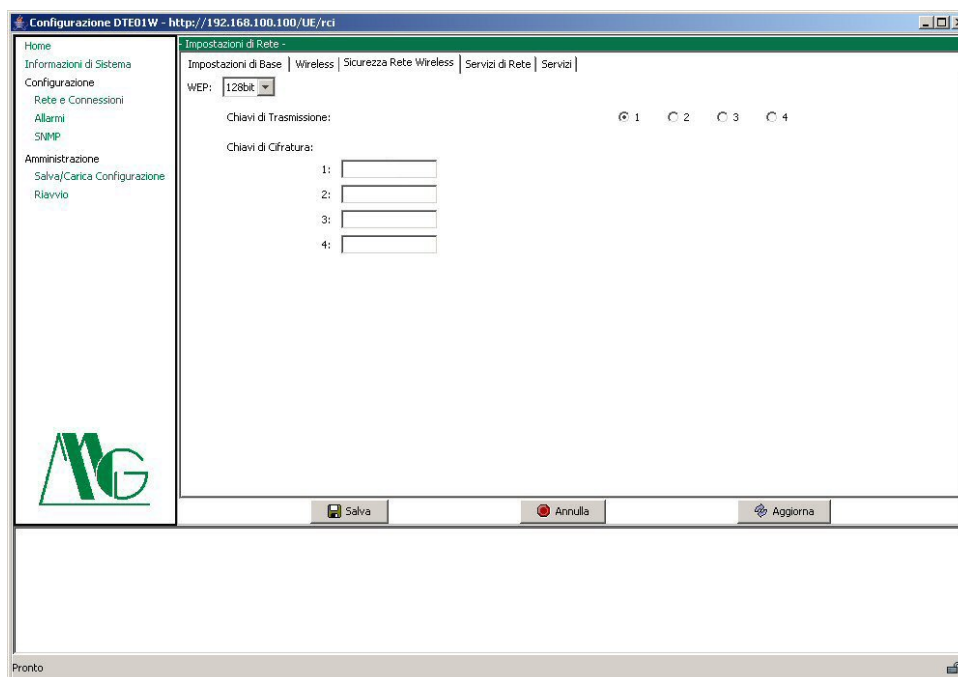 Configurazione DTE01W - http://192.168.100.100/UE/rci
Home
Informazioni di Sistema
Configurazione
Rete e Connessioni
Allarmi
SNMP
Amministrazione
Salva/Carica Configurazione
Riavvio
MG
- Impostazioni di Rete -
Impostazioni di Base | Wireless | Sicurezza Rete Wireless | Servizi di Rete | Servizi |
WEP: 128bit
Chiavi di Trasmissione: 1 2 3 4
Chiavi di Cifratura:
1:
2:
3:
4:
Salva Annulla Aggiorna
Pronto